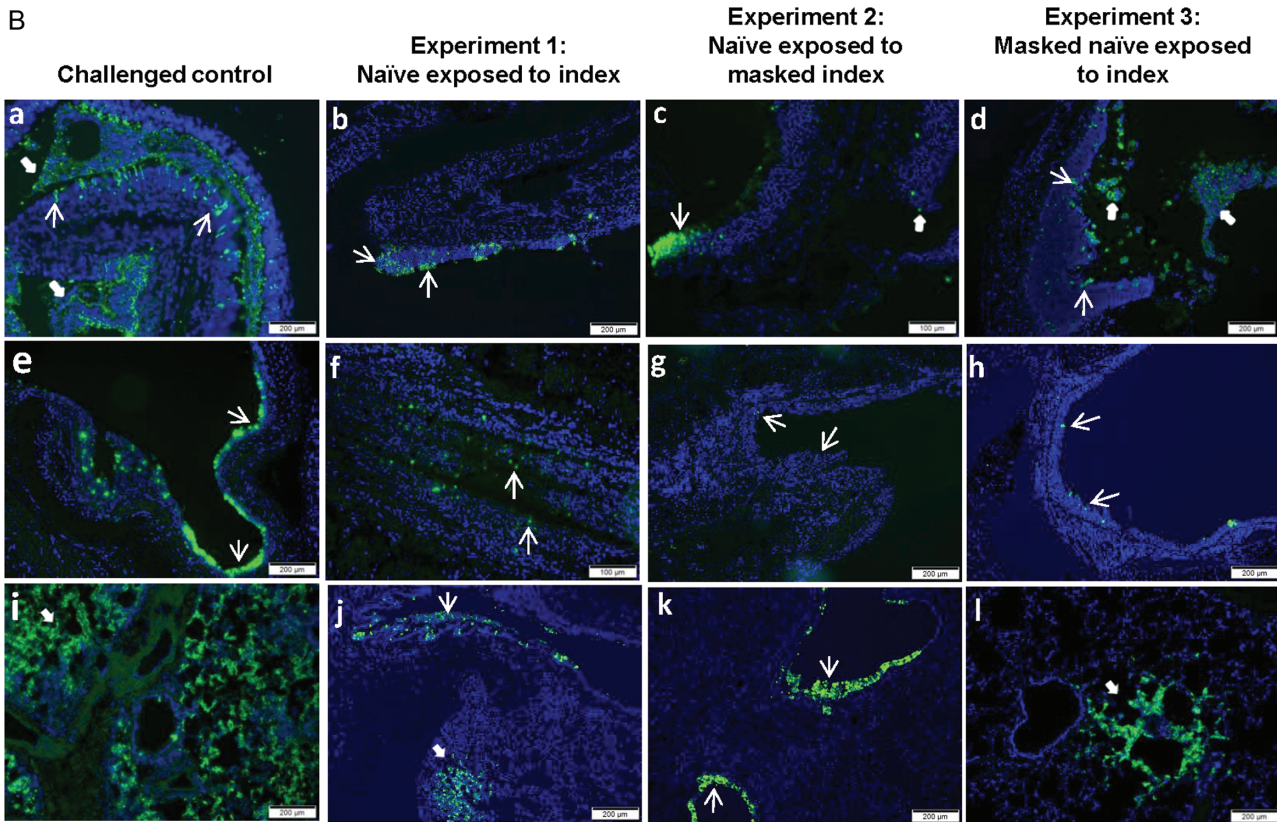 B
Challenged control
Experiment 1:
Naïve exposed to index
Experiment 2:
Naïve exposed to
masked index
Experiment 3:
Masked naïve exposed
to index
a
200 µm
b
200 µm
c
100 µm
d
200 µm
e
200 µm
f
100 µm
g
200 µm
h
200 µm
i
200 µm
j
200 µm
k
200 µm
l
200 µm